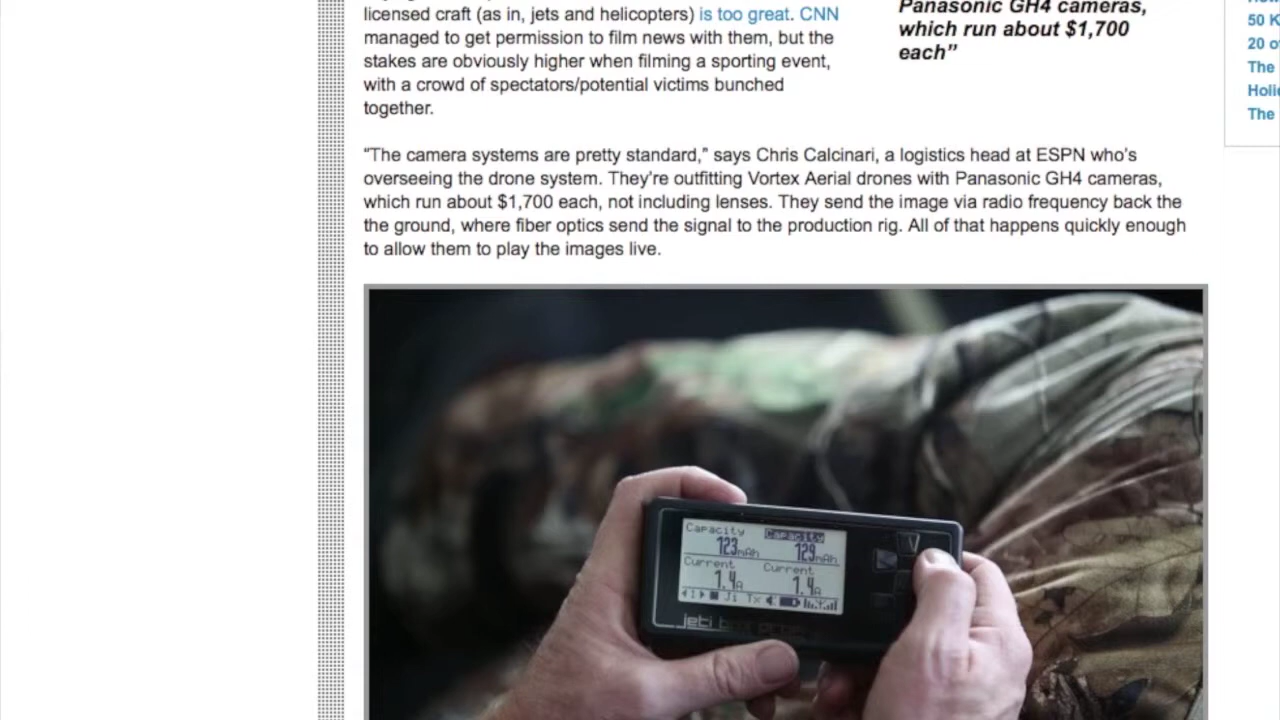 licensed craft (as in, jets and helicopters) is too great. CNN
managed to get permission to film news with them, but the
stakes are obviously higher when filming a sporting event,
with a crowd of spectators/potential victims bunched
together.
Panasonic GH4 cameras,
which run about $1,700
each”
50 K
20 o
The
Holi
The
"The camera systems are pretty standard," says Chris Calcinari, a logistics head at ESPN who's
overseeing the drone system. They're outfitting Vortex Aerial drones with Panasonic GH4 cameras,
which run about $1,700 each, not including lenses. They send the image via radio frequency back the
the ground, where fiber optics send the signal to the production rig. All of that happens quickly enough
to allow them to play the images live.
Capacity Capacity
123mAh 129mAh
Current Current
1.4A 1.4A
jeti